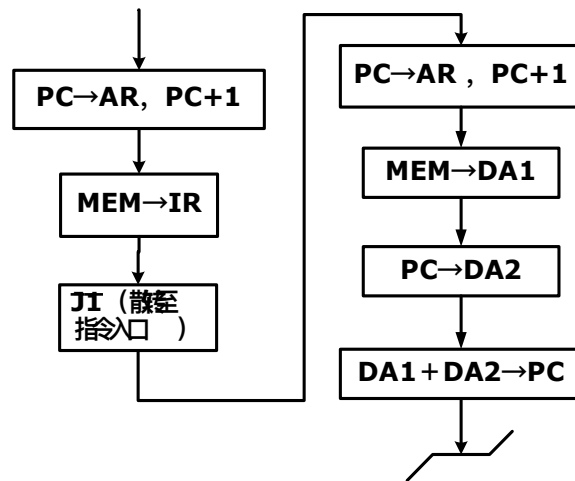 PC→AR，PC+1
MEM→IR
J1（散转至
指令入口　）
PC→AR ，PC+1
MEM→DA1
PC→DA2
DA1＋DA2→PC